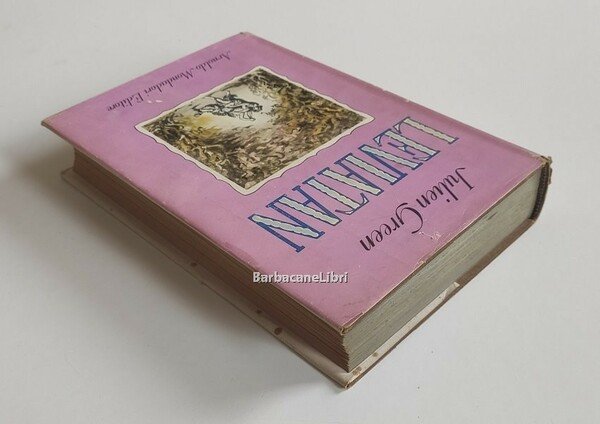 Julien Green
LEVIATAN
Arnoldo Mondadori Editore
BarbacaneLibri